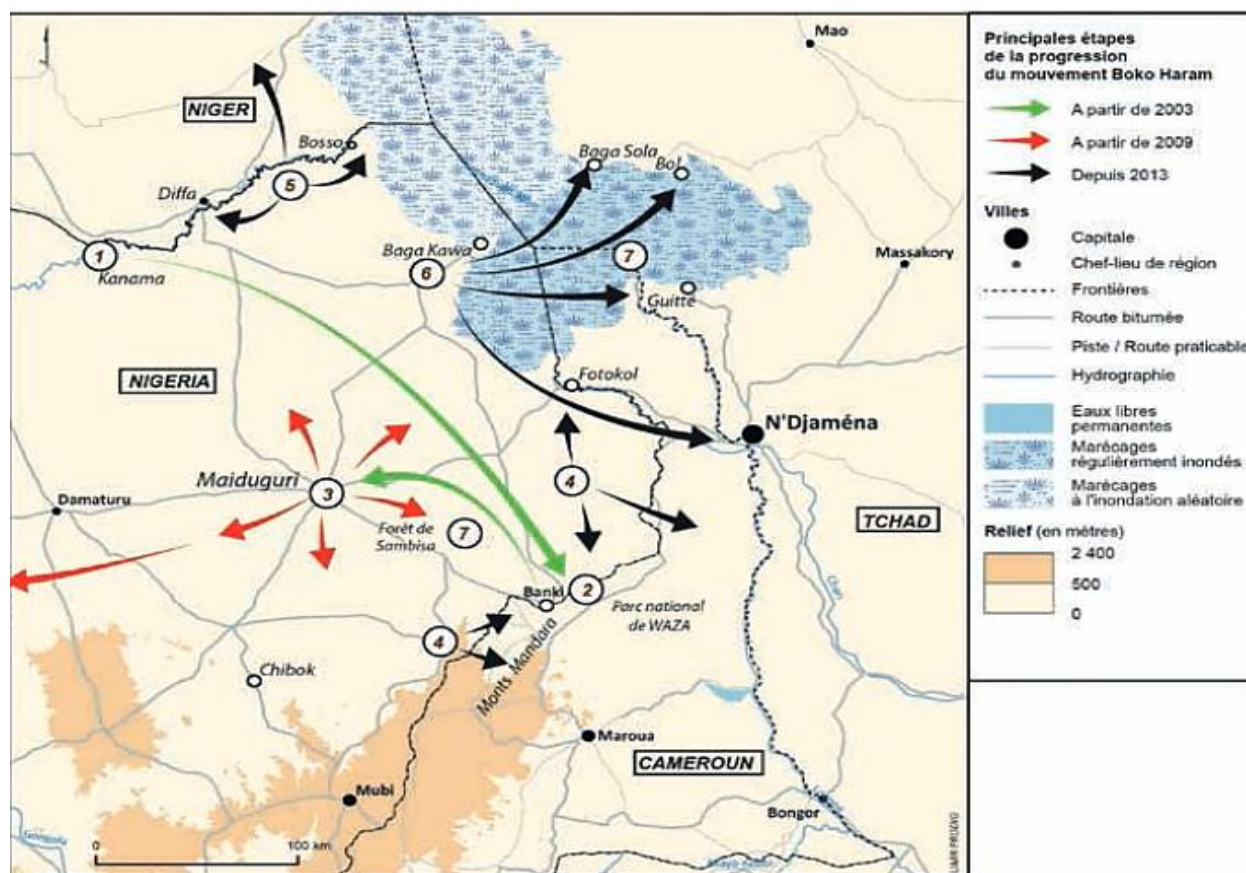 Mao
NIGER
Bosso
Baga Sola
Bol
5
Diffa
Baga Kawa
7
Massakory
1
6
Kanama
Guitte
NIGERIA
Fotokol
N'Djaména
Maiduguri
4
3
Damaturu
TCHAD
Forêt de
Sambisa
7
Chari
Banki
2
Parc national
de WAZA
4
Monts Mandara
Chibok
Maroua
CAMEROUN
Mubi
Bongor
0
100 km
Principales étapes
de la progression
du mouvement Boko Haram
A partir de 2003
A partir de 2009
Depuis 2013
Villes
Capitale
Chef-lieu de région
Frontières
Route bitumée
Piste / Route praticable
Hydrographie
Eaux libres
permanentes
Marécages
régulièrement inondés
Marécages
à l'inondation aléatoire
Relief (en mètres)
2 400
500
0